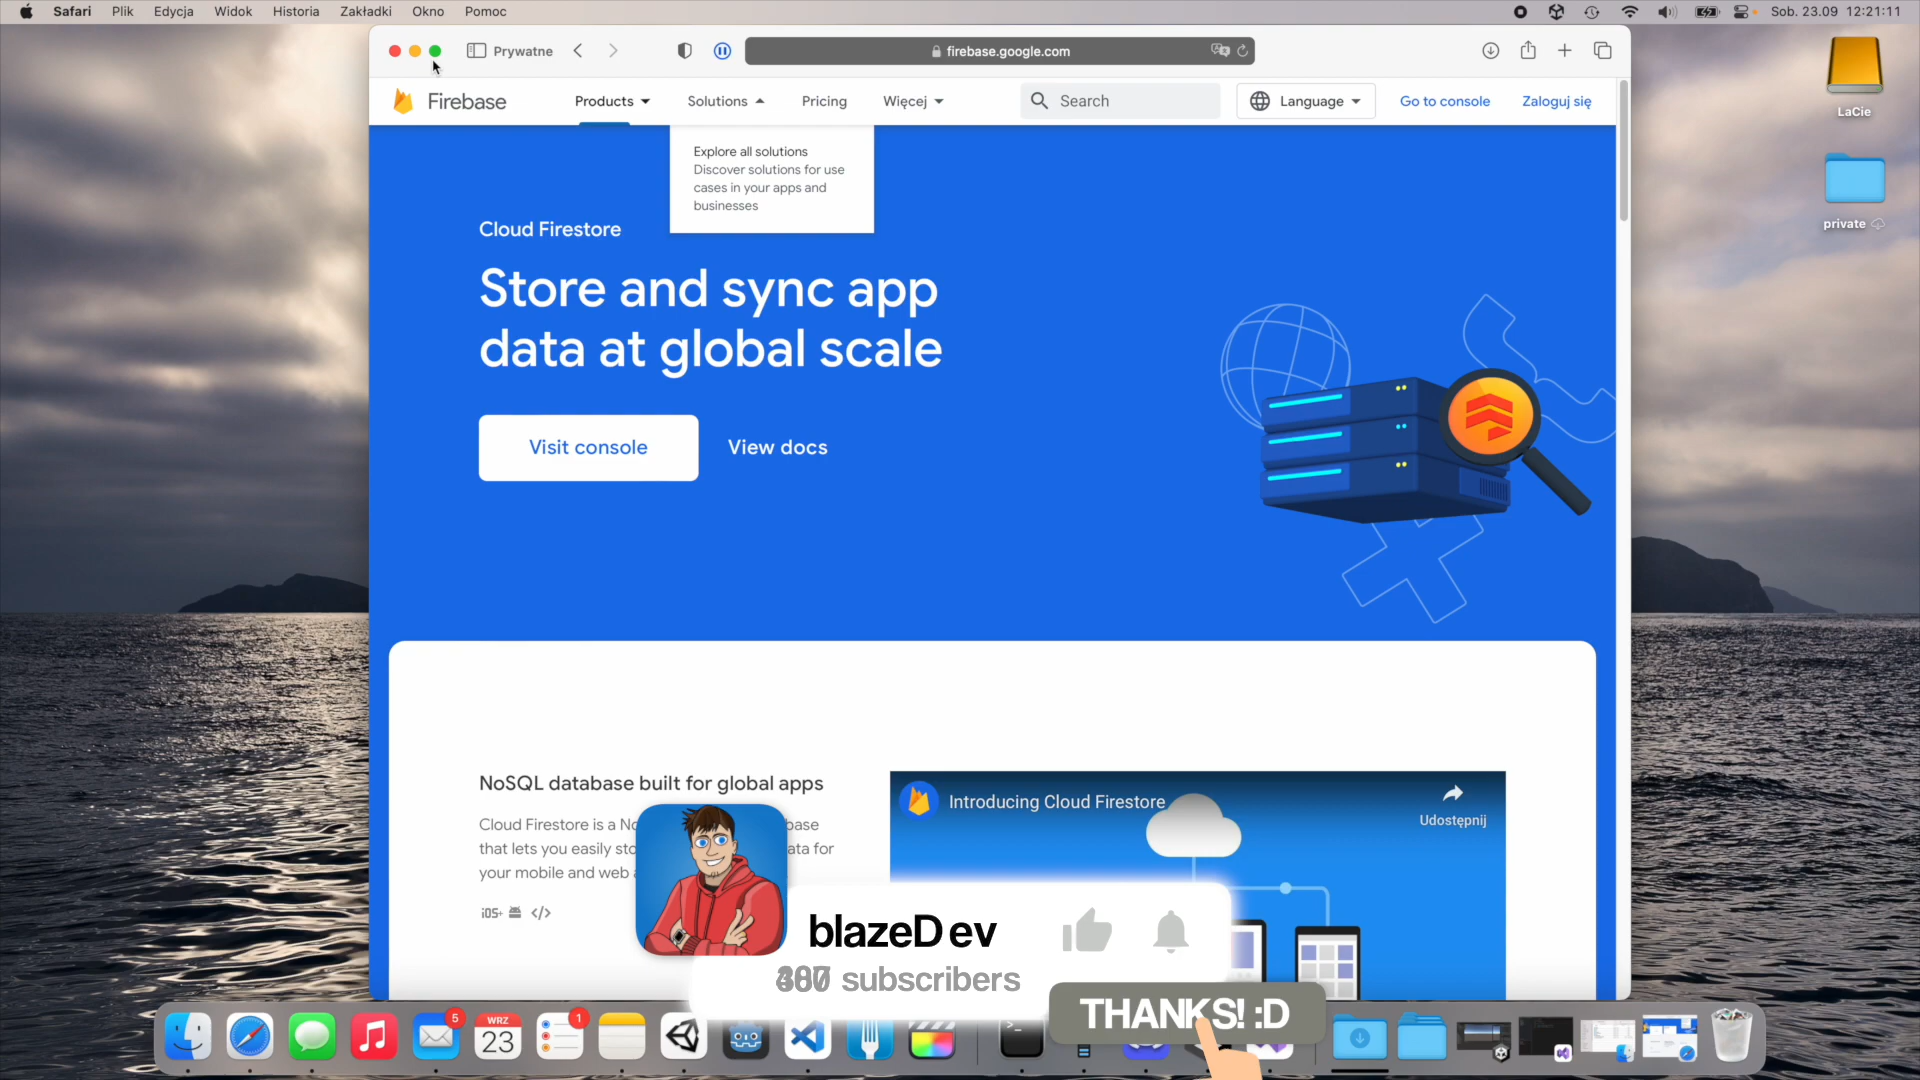 Safari Plik Edycja Widok Historia Zakładki Okno Pomoc
Sob. 23.09 12:21:11
Prywatne
firebase.google.com
Firebase
Products
Solutions
Pricing
Więcej
Search
Language
Go to console
Zaloguj się
Explore all solutions
Discover solutions for use
cases in your apps and
businesses
Cloud Firestore
Store and sync app
data at global scale
Visit console
View docs
NoSQL database built for global apps
Cloud Firestore is a
that lets you easily
your mobile and web
ata for
iOS+
</>
Introducing Cloud Firestore
Udostępnij
blazeDev
subscribers
THANKS! :D
LaCie
private
5
WRZ
23
1